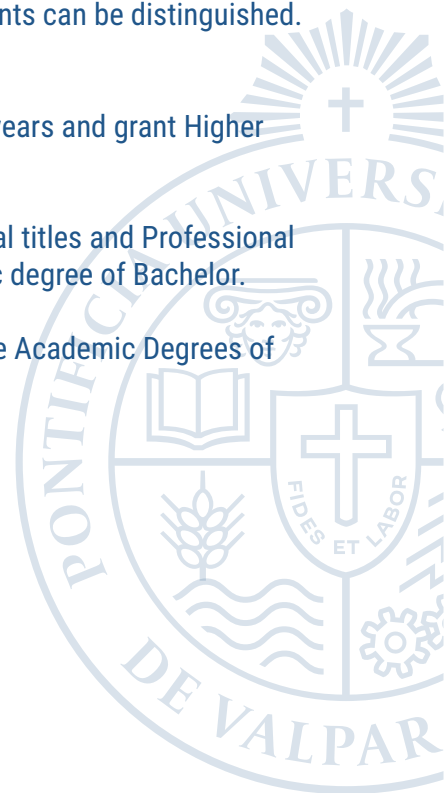 nts can be distinguished.
ears and grant Higher
al titles and Professional
c degree of Bachelor.
e Academic Degrees of
PONTIFICIA UNIVERS
FIDES ET LABOR
DE VALPAR